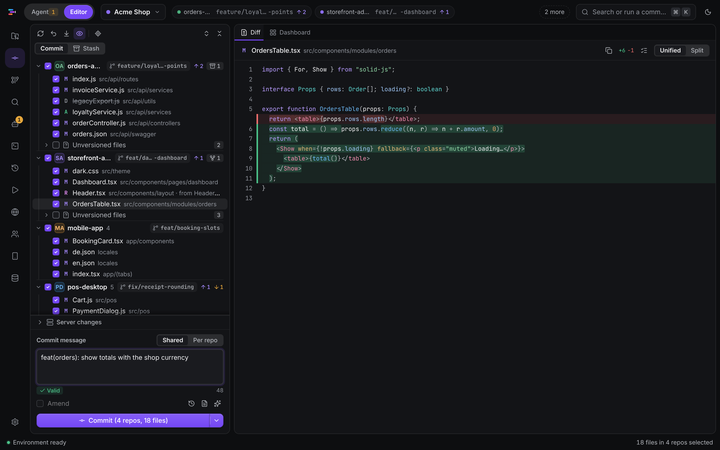 Agent 1 Editor Acme Shop orders-... feature/loyal...-points ↑ 2 storefront-ad... feat/... -dashboard ↑ 1 2 more Search or run a comm... ⌘ K
Commit Stash
OA orders-a... feature/loyal...-points ↑ 2 1
M index.js src/api/routes
M invoiceService.js src/api/services
D legacyExport.js src/api/utils
A loyaltyService.js src/api/services
M orderController.js src/api/controllers
M orders.json src/api/swagger
Unversioned files 2
SA storefront-a... feat/da...-dashboard ↑ 1 1
M dark.css src/theme
M Dashboard.tsx src/components/pages/dashboard
M Header.tsx src/components/layout · from Header...
M OrdersTable.tsx src/components/modules/orders
Unversioned files 3
MA mobile-app 4 feat/booking-slots
M BookingCard.tsx app/components
M de.json locales
M en.json locales
M index.tsx app/(tabs)
PD pos-desktop 5 fix/receipt-rounding ↑ 1 ↓ 1
M Cart.js src/pos
M PaymentDialog.js src/pos
Server changes
Commit message Shared Per repo
feat(orders): show totals with the shop currency
Valid 48
Amend
Commit (4 repos, 18 files)
Diff Dashboard
OrdersTable.tsx src/components/modules/orders +6 -1 Unified Split
1 import { For, Show } from "solid-js";
2
3 interface Props { rows: Order[]; loading?: boolean }
4
5 export function OrdersTable(props: Props) {
return <table>{props.rows.length}</table>;
6 const total = () => props.rows.reduce((n, r) => n + r.amount, 0);
7 return (
8 <Show when={!props.loading} fallback={<p class="muted">Loading…</p>}>
9 <table>{total()}</table>
10 </Show>
11 );
12 }
13
Environment ready 18 files in 4 repos selected